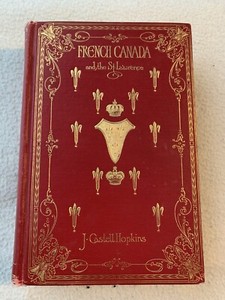 FRENCH CANADA
and the St Lawrence
J. Castell Hopkins